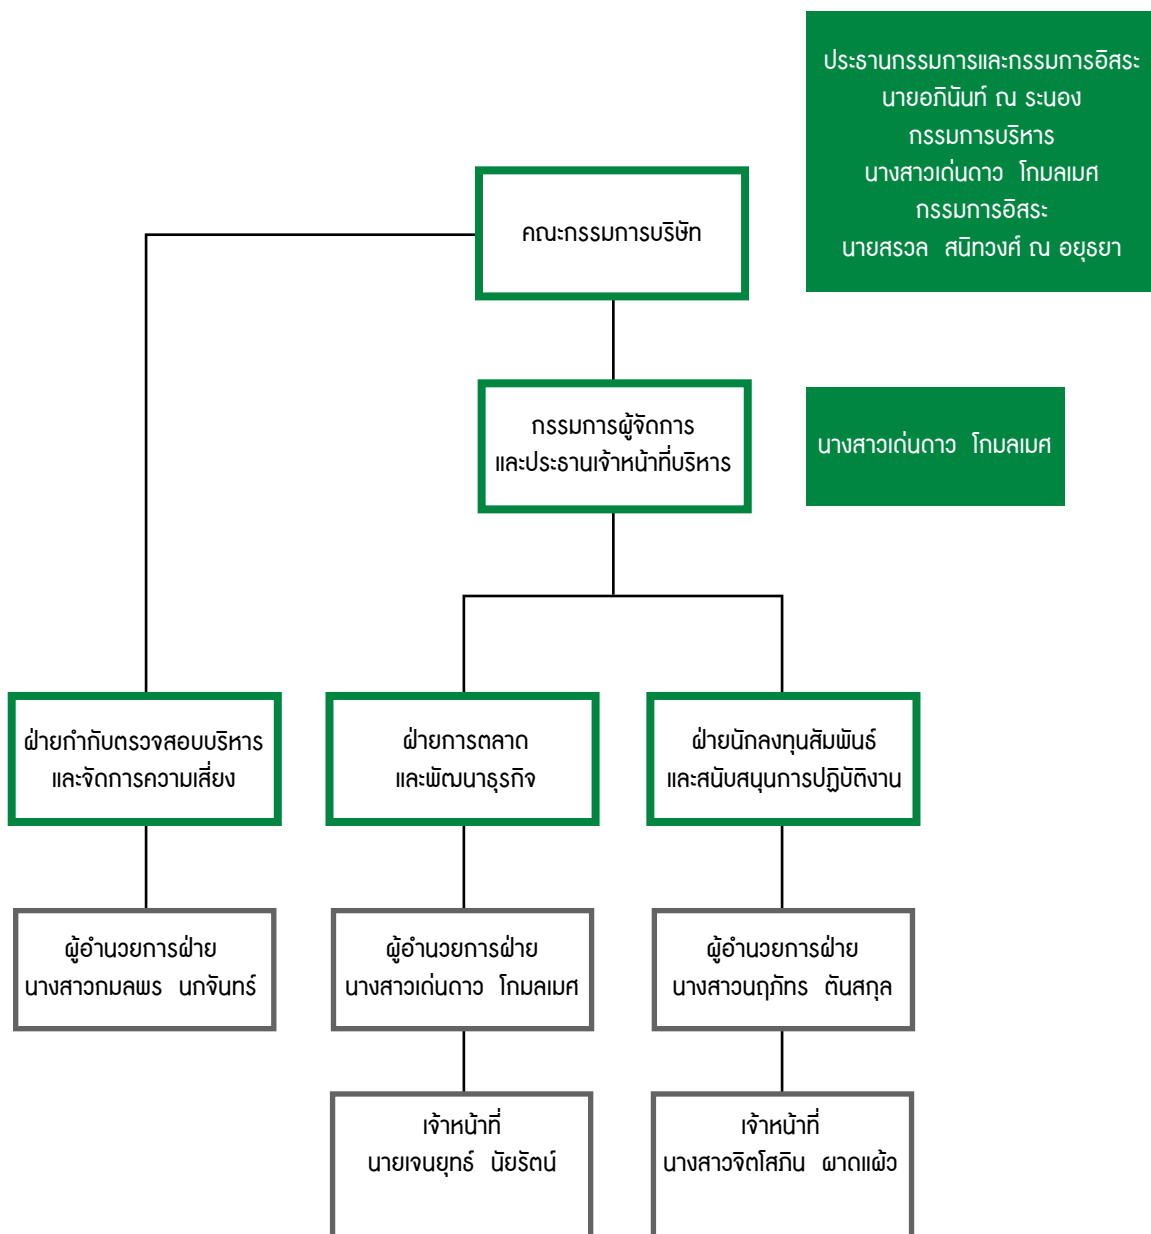 ประธานกรรมการและกรรมการอิสระ
นายอภินันท์ ณ ระนอง
กรรมการบริหาร
นางสาวเด่นดาว โกมลเมศ
กรรมการอิสระ
นายสรวล สนิทวงศ์ ณ อยุธยา
คณะกรรมการบริษัท
กรรมการผู้จัดการ
และประธานเจ้าหน้าที่บริหาร
นางสาวเด่นดาว โกมลเมศ
ฝ่ายกำกับตรวจสอบบริหาร
และจัดการความเสี่ยง
ฝ่ายการตลาด
และพัฒนาธุรกิจ
ฝ่ายนักลงทุนสัมพันธ์
และสนับสนุนการปฏิบัติงาน
ผู้อำนวยการฝ่าย
นางสาวกมลพร นกจันทร์
ผู้อำนวยการฝ่าย
นางสาวเด่นดาว โกมลเมศ
ผู้อำนวยการฝ่าย
นางสาวนฤภัทร ตันสกุล
เจ้าหน้าที่
นายเจนยุทธ์ นัยรัตน์
เจ้าหน้าที่
นางสาวจิตโสภิน ผาดแผ้ว